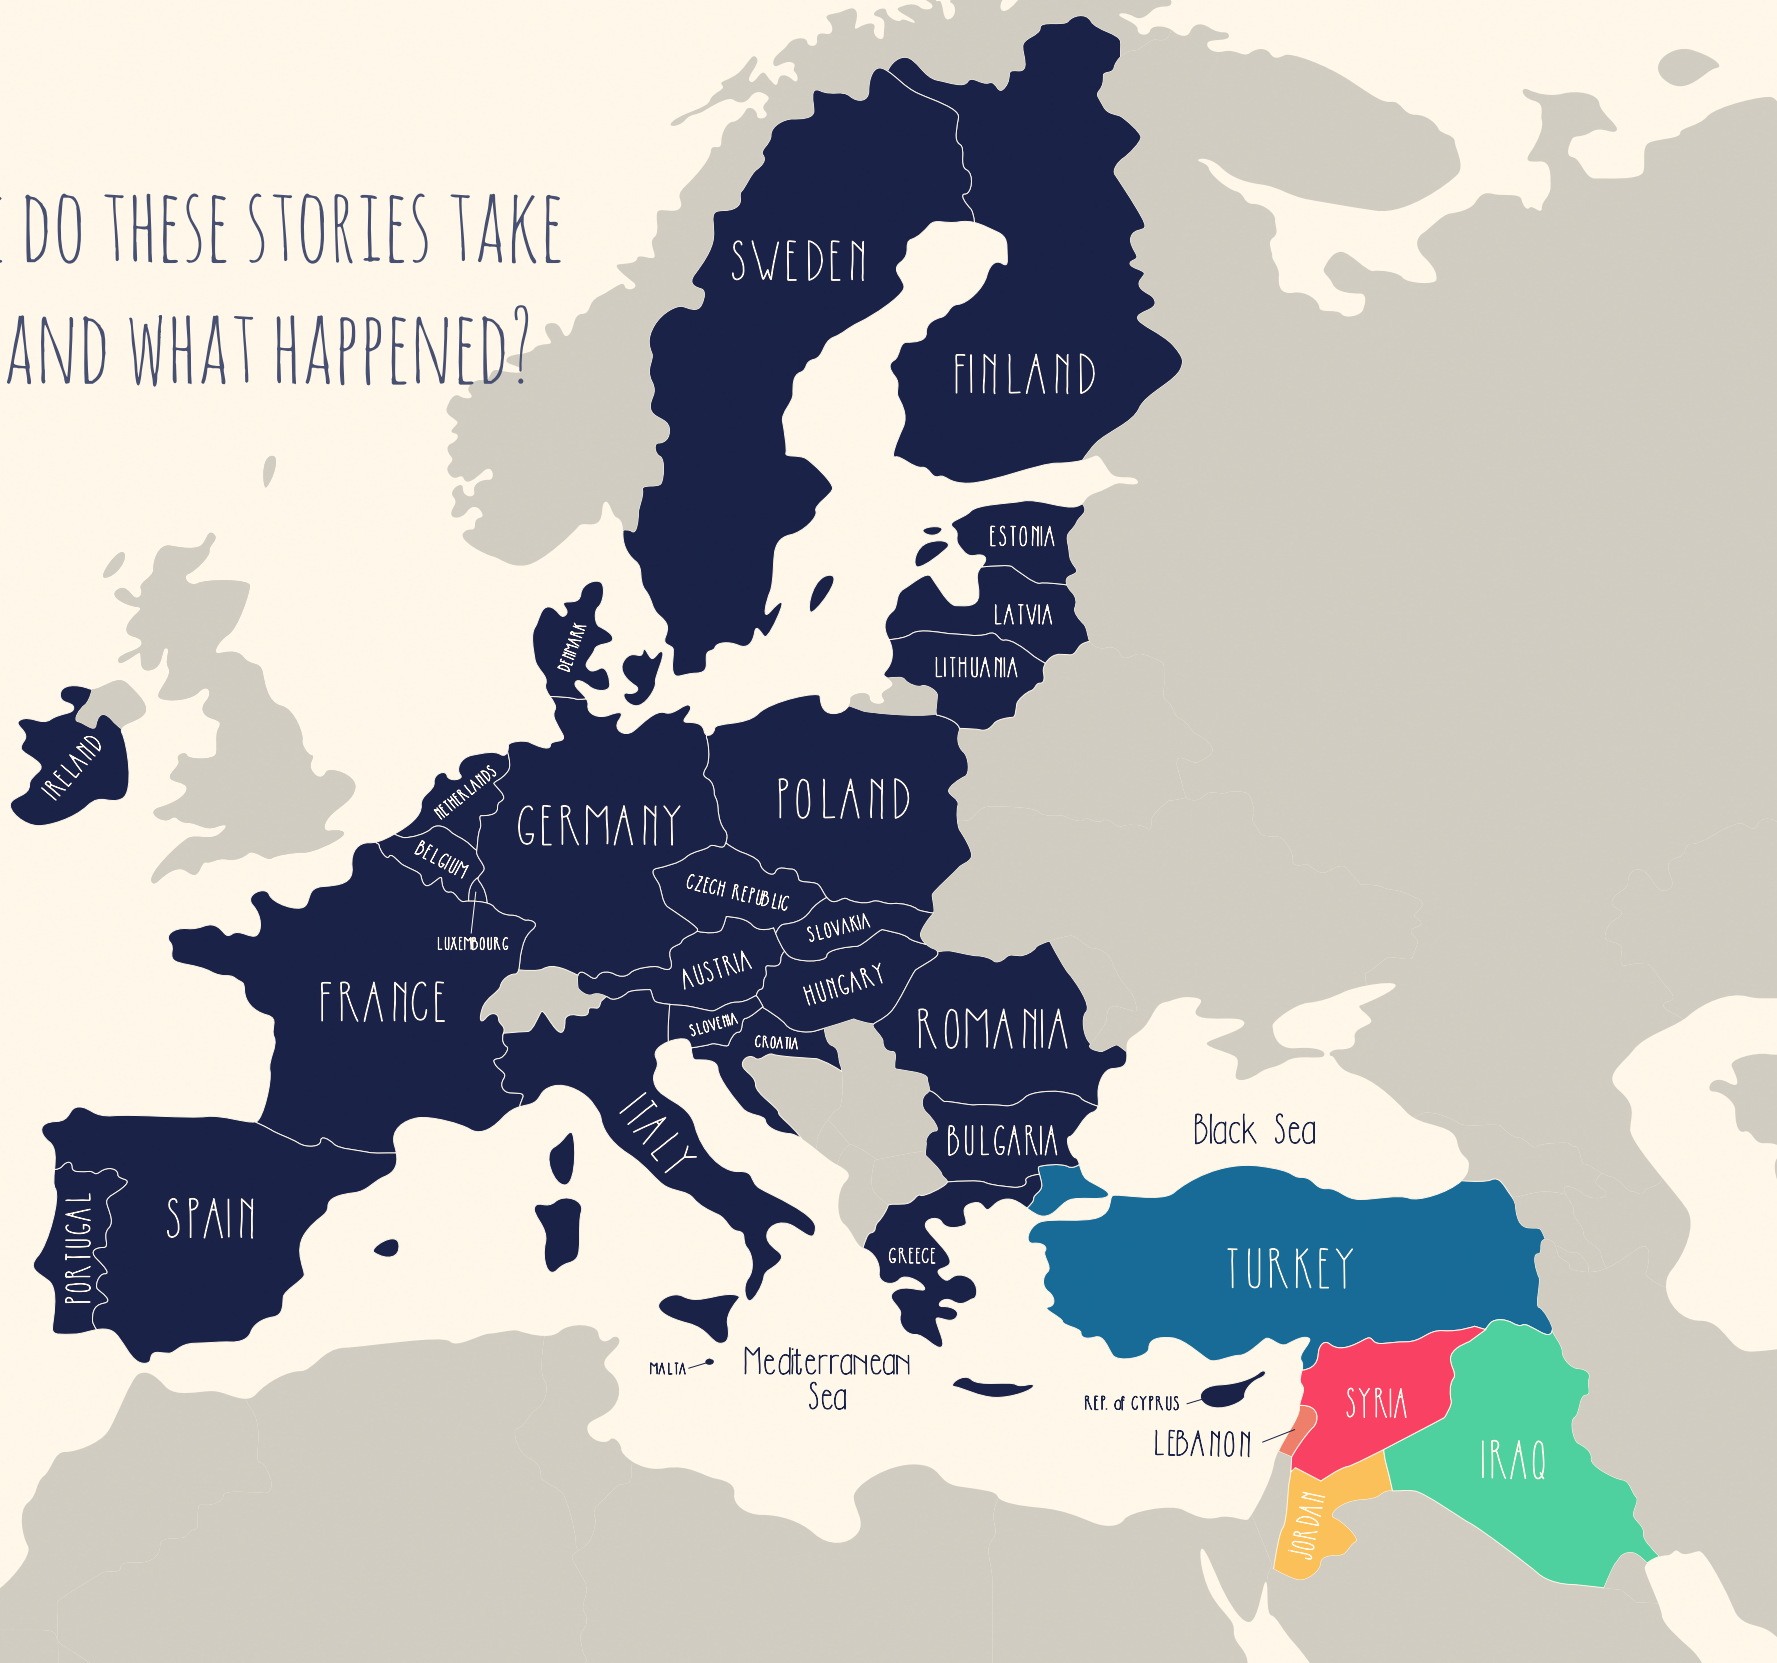 DO THESE STORIES TAKE
AND WHAT HAPPENED?
SWEDEN
FINLAND
ESTONIA
LATVIA
LITHUANIA
DENMARK
IRELAND
NETHERLANDS
BELGIUM
LUXEMBOURG
GERMANY
POLAND
CZECH REPUBLIC
SLOVAKIA
AUSTRIA
HUNGARY
SLOVENIA
CROATIA
FRANCE
ROMANIA
BULGARIA
ITALY
SPAIN
PORTUGAL
GREECE
MALTA
Mediterranean
Sea
Black Sea
TURKEY
REP. of CYPRUS
LEBANON
SYRIA
IRAQ
JORDAN